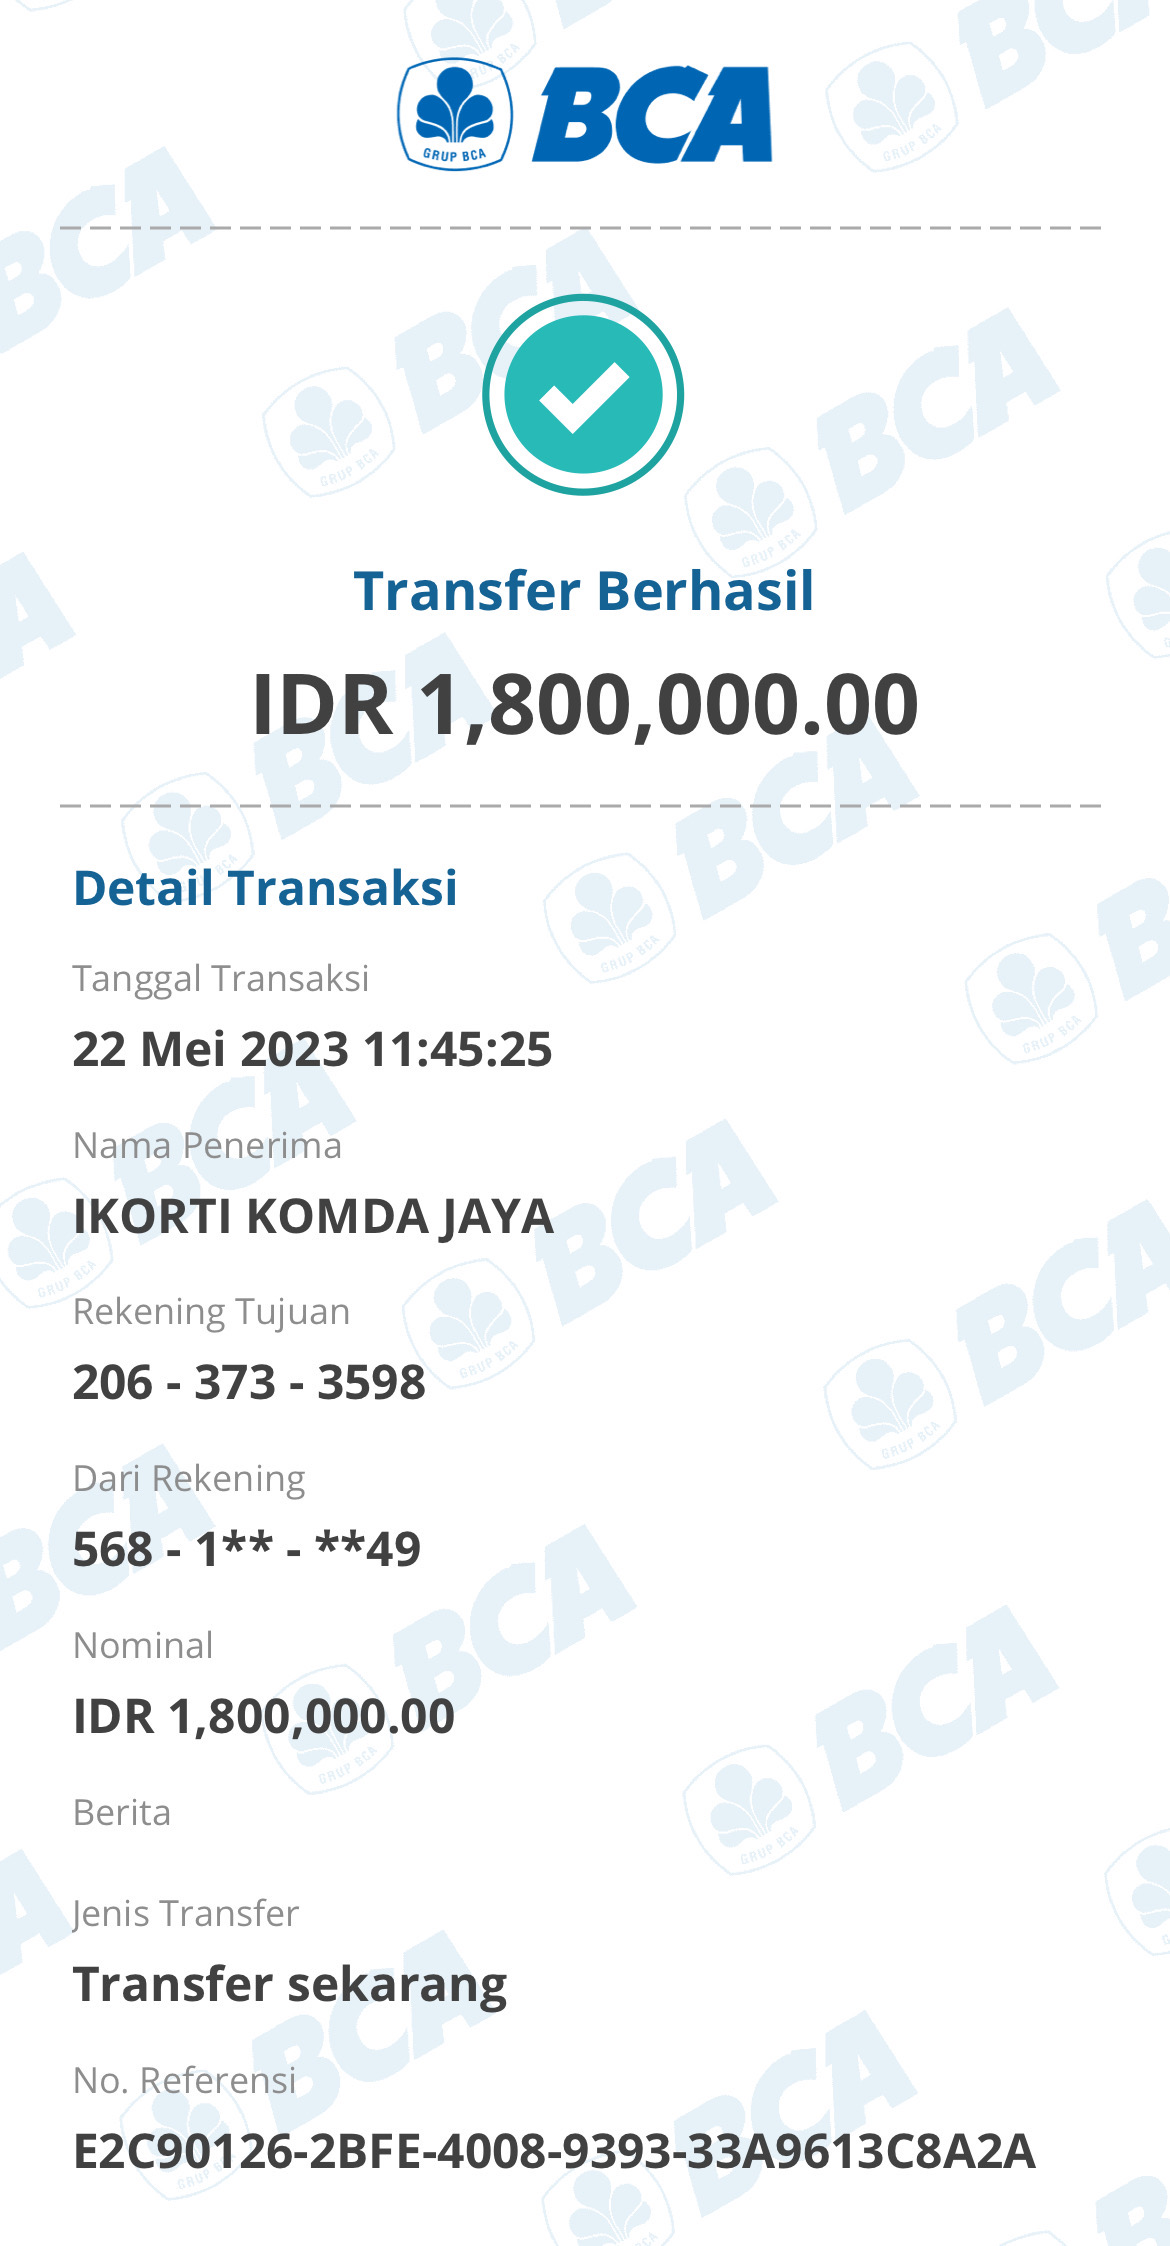 GRUP BCA
BCA
Transfer Berhasil
IDR 1,800,000.00
Detail Transaksi
Tanggal Transaksi
22 Mei 2023 11:45:25
Nama Penerima
IKORTI KOMDA JAYA
Rekening Tujuan
206 - 373 - 3598
Dari Rekening
568 - 1** - **49
Nominal
IDR 1,800,000.00
Berita
Jenis Transfer
Transfer sekarang
No. Referensi
E2C90126-2BFE-4008-9393-33A9613C8A2A